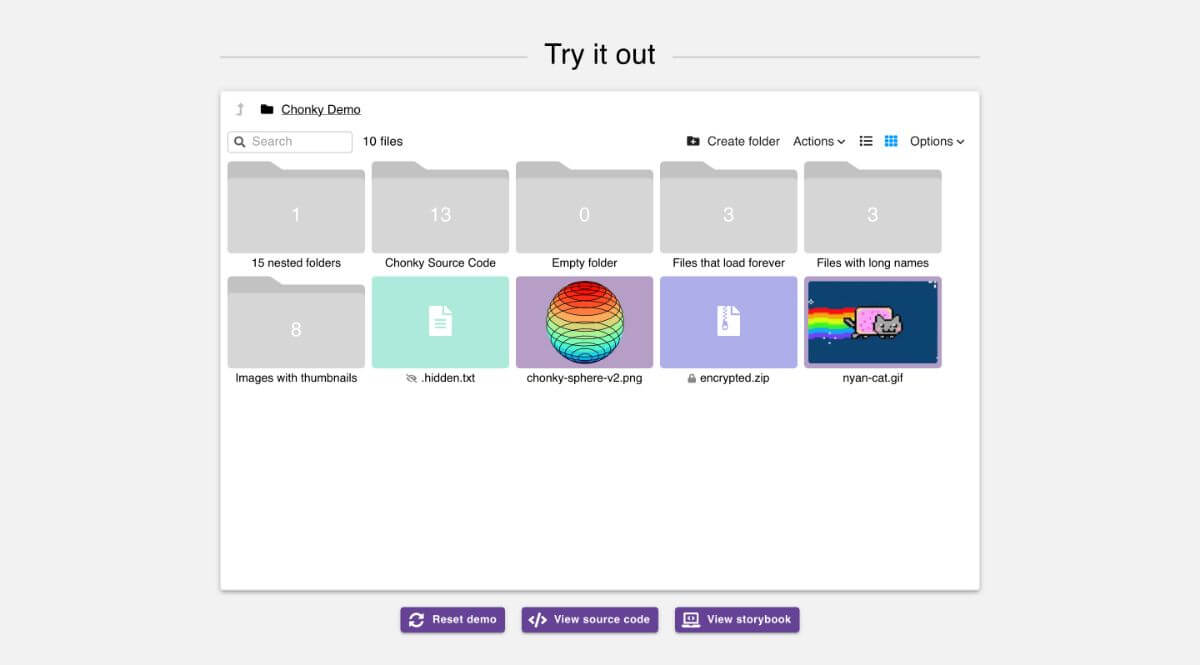 Try it out
Chonky Demo
Search 10 files Create folder Actions Options
1 13 0 3 3
15 nested folders Chonky Source Code Empty folder Files that load forever Files with long names
8
Images with thumbnails .hidden.txt chonky-sphere-v2.png encrypted.zip nyan-cat.gif
Reset demo View source code View storybook